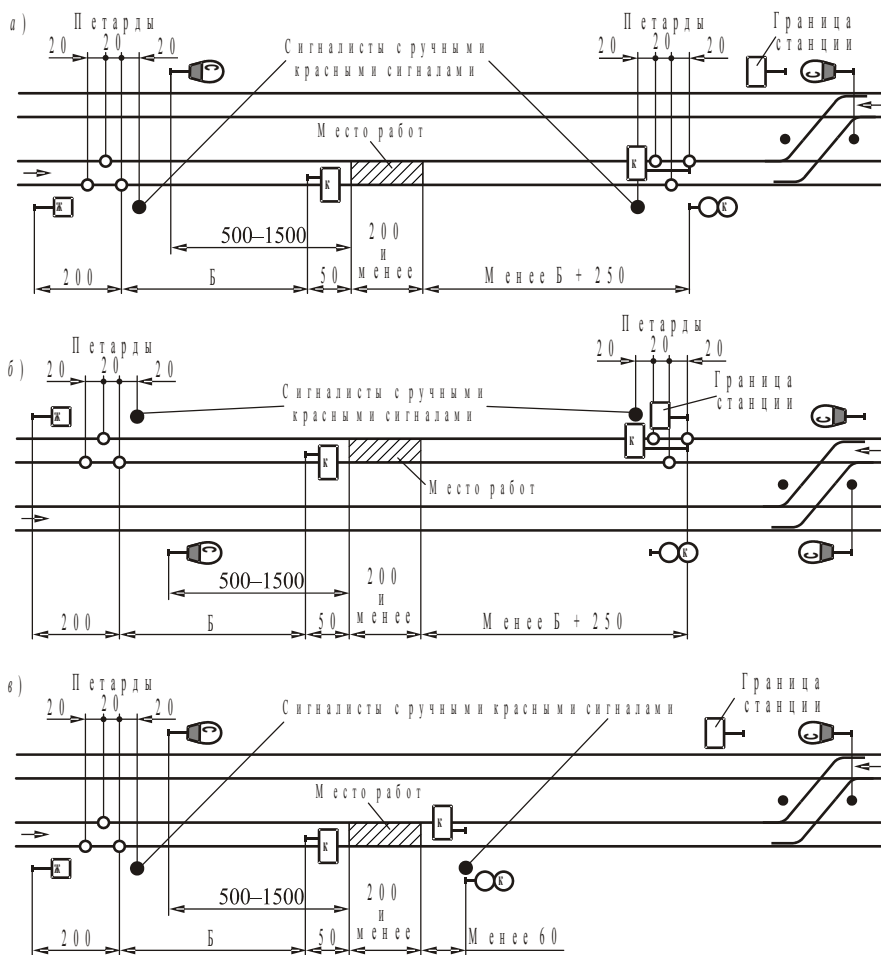 а)
Петарды
20 20 20
С
Сигналисты с ручными
красными сигналами
Петарды
20 20 20
Граница
станции
С
Место работ
К
К
Ж
К
500–1500
200
и
менее
200
Б
50
Менее Б + 250
б)
Петарды
20 20 20
Сигналисты с ручными
красными сигналами
Петарды
20 20 20
Граница
станции
С
Ж
К
К
Место работ
С
К
С
500–1500
200
и
менее
200
Б
50
Менее Б + 250
в)
Петарды
20 20 20
С
Сигналисты с ручными красными сигналами
Граница
станции
С
Место работ
К
К
Ж
К
500–1500
200
и
менее
200
Б
50
Менее 60